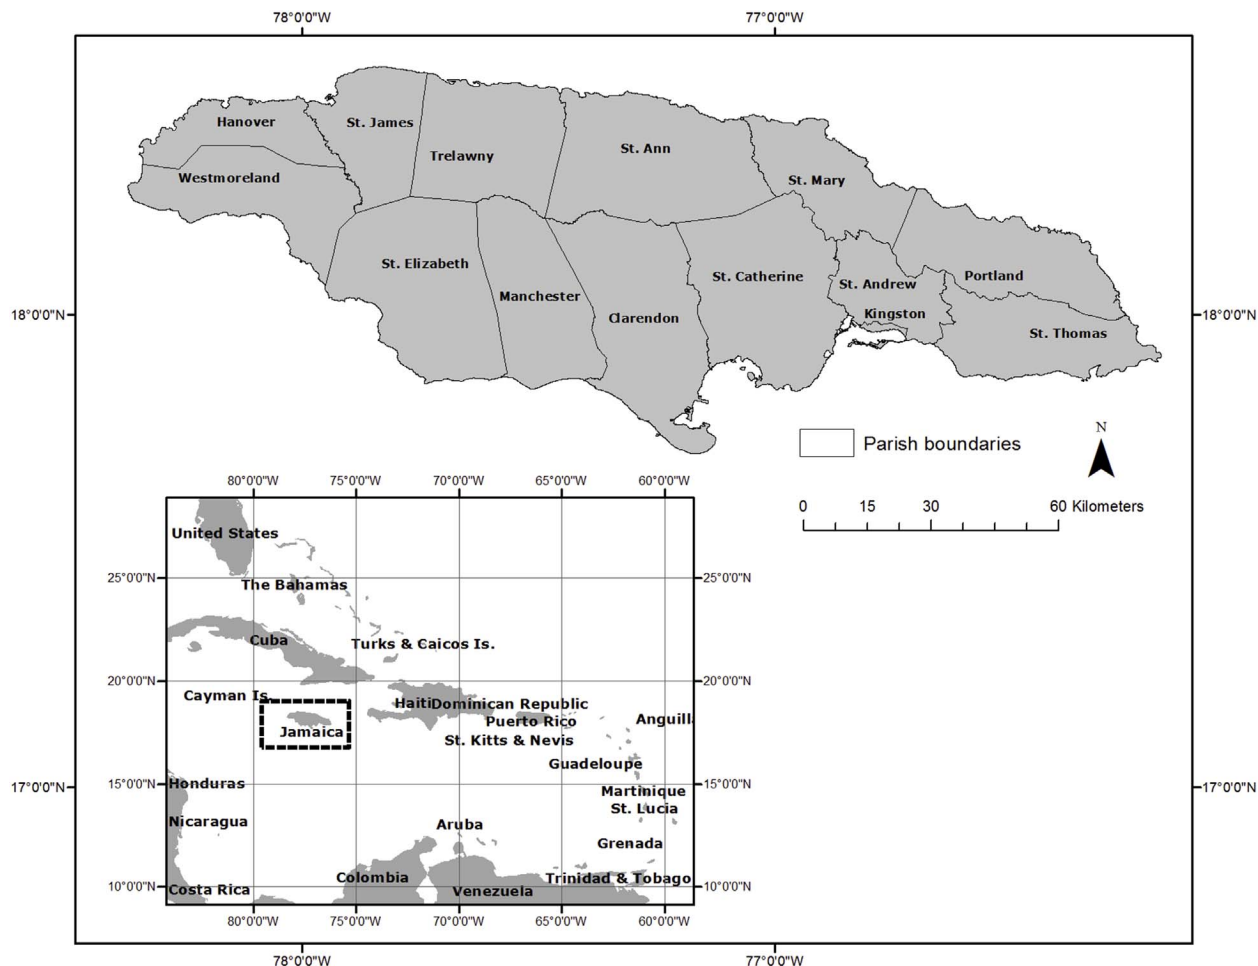 78°0'0"W 77°0'0"W
Hanover
St. James
Trelawny
St. Ann
St. Mary
Westmoreland
St. Elizabeth
Manchester
Clarendon
St. Catherine
St. Andrew
Kingston
Portland
St. Thomas
18°0'0"N 18°0'0"N
Parish boundaries
N
0 15 30 60 Kilometers
80°0'0"W 75°0'0"W 70°0'0"W 65°0'0"W 60°0'0"W
United States
25°0'0"N 25°0'0"N
The Bahamas
Cuba
Turks & Caicos Is.
20°0'0"N 20°0'0"N
Cayman Is.
Haiti
Dominican Republic
Jamaica
Puerto Rico
Anguill
St. Kitts & Nevis
Guadeloupe
15°0'0"N 15°0'0"N
Honduras
Martinique
St. Lucia
Nicaragua
Aruba
Grenada
Colombia
Trinidad & Tobago
10°0'0"N 10°0'0"N
Costa Rica
Venezuela
80°0'0"W 75°0'0"W 70°0'0"W 65°0'0"W 60°0'0"W
17°0'0"N 17°0'0"N
78°0'0"W 77°0'0"W